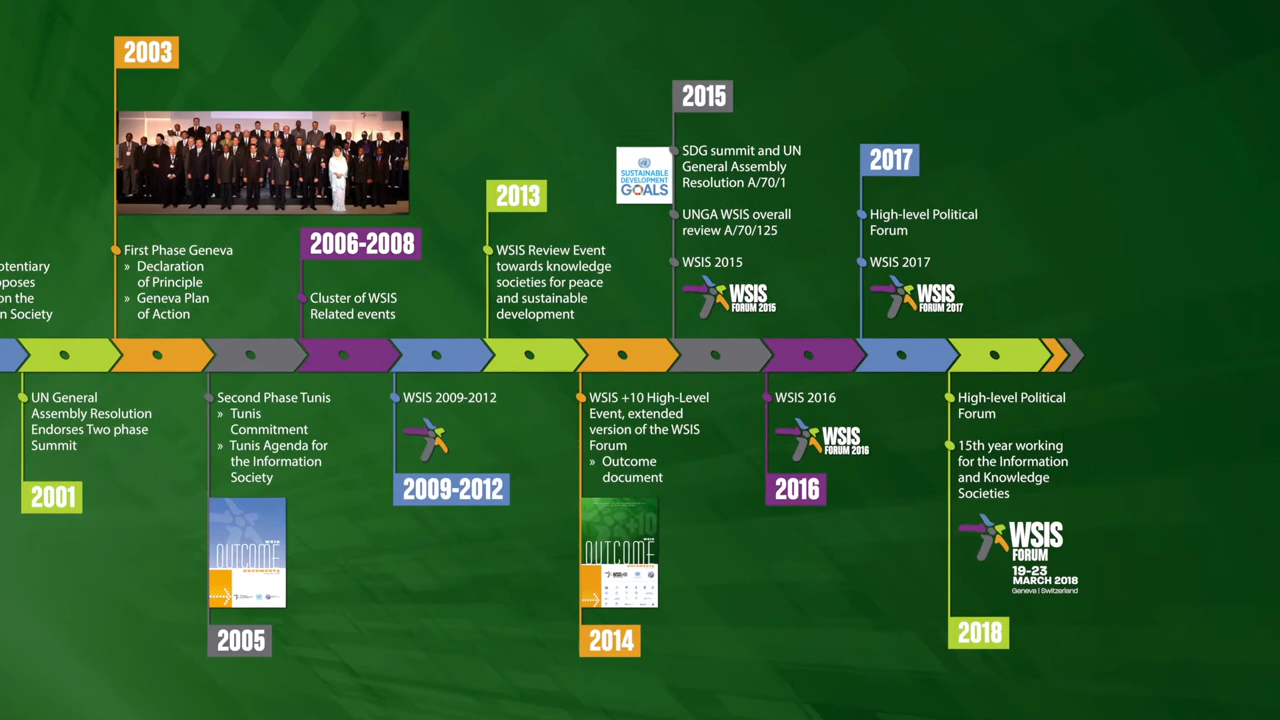 2003
otentiary
poses
on the
n Society
First Phase Geneva
» Declaration
of Principle
» Geneva Plan
of Action
2006-2008
Cluster of WSIS
Related events
2013
WSIS Review Event
towards knowledge
societies for peace
and sustainable
development
2015
SUSTAINABLE
DEVELOPMENT
GOALS
SDG summit and UN
General Assembly
Resolution A/70/1
UNGA WSIS overall
review A/70/125
WSIS 2015
WSIS
FORUM 2015
2017
High-level Political
Forum
WSIS 2017
WSIS
FORUM 2017
UN General
Assembly Resolution
Endorses Two phase
Summit
2001
Second Phase Tunis
» Tunis
Commitment
» Tunis Agenda for
the Information
Society
WSIS
OUTCOME
DOCUMENTS
2005
WSIS 2009-2012
2009-2012
WSIS +10 High-Level
Event, extended
version of the WSIS
Forum
» Outcome
document
+10
WSIS
OUTCOME
DOCUMENTS
2014
WSIS 2016
WSIS
FORUM 2016
2016
High-level Political
Forum
15th year working
for the Information
and Knowledge
Societies
WSIS
FORUM
19-23
MARCH 2018
Geneva | Switzerland
2018